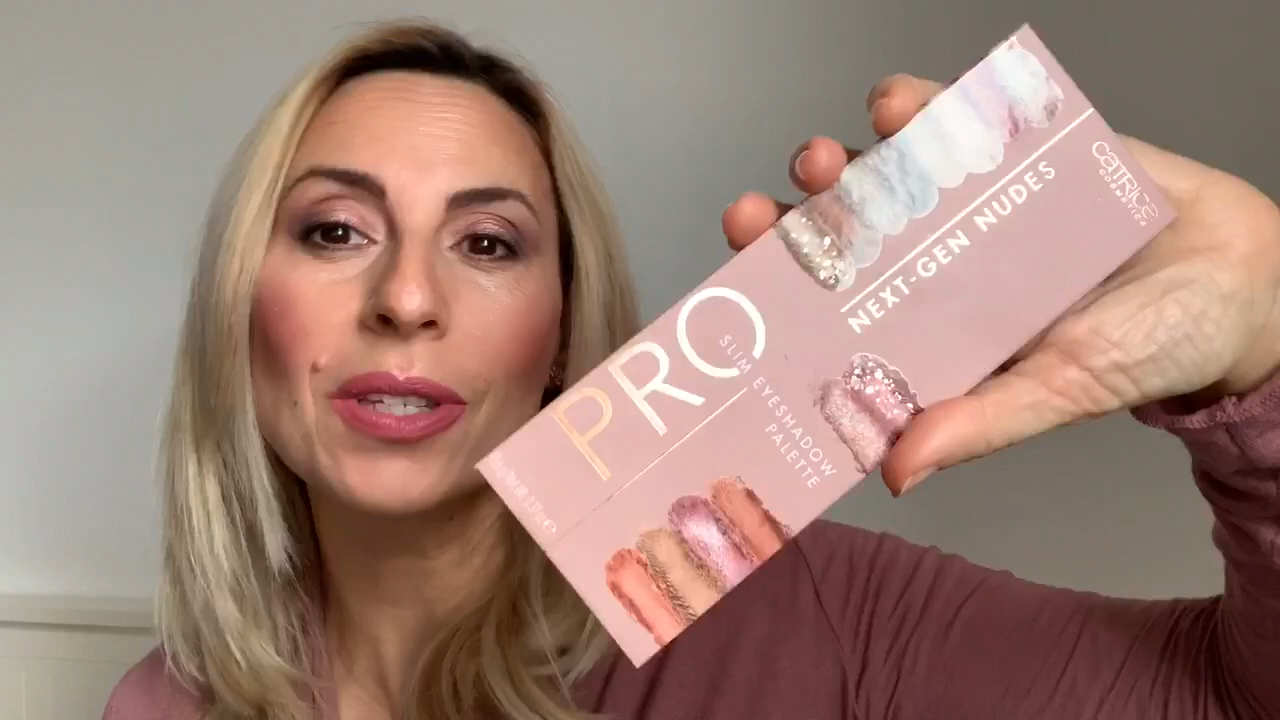 PRO
SLIM EYESHADOW
PALETTE
NEXT-GEN NUDES
CATRICE
COSMETICS